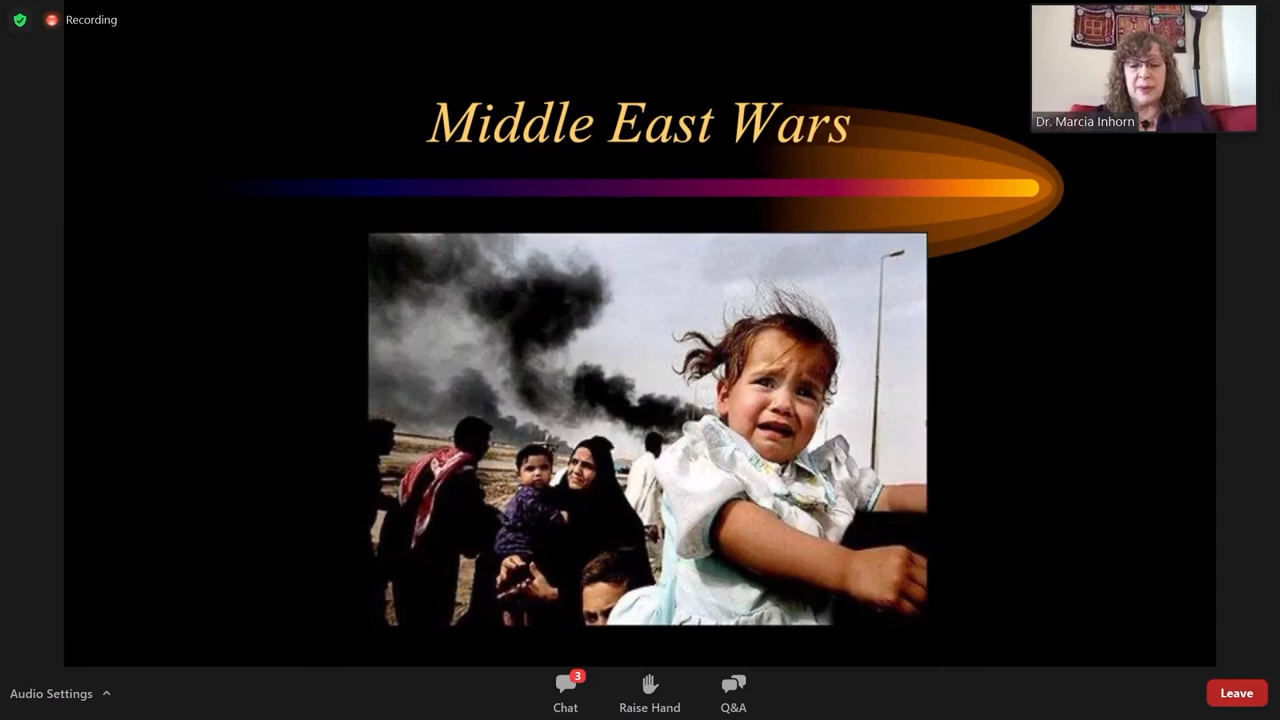 Recording
Middle East Wars
Dr. Marcia Inhorn
Audio Settings
3
Chat
Raise Hand
Q&A
Leave